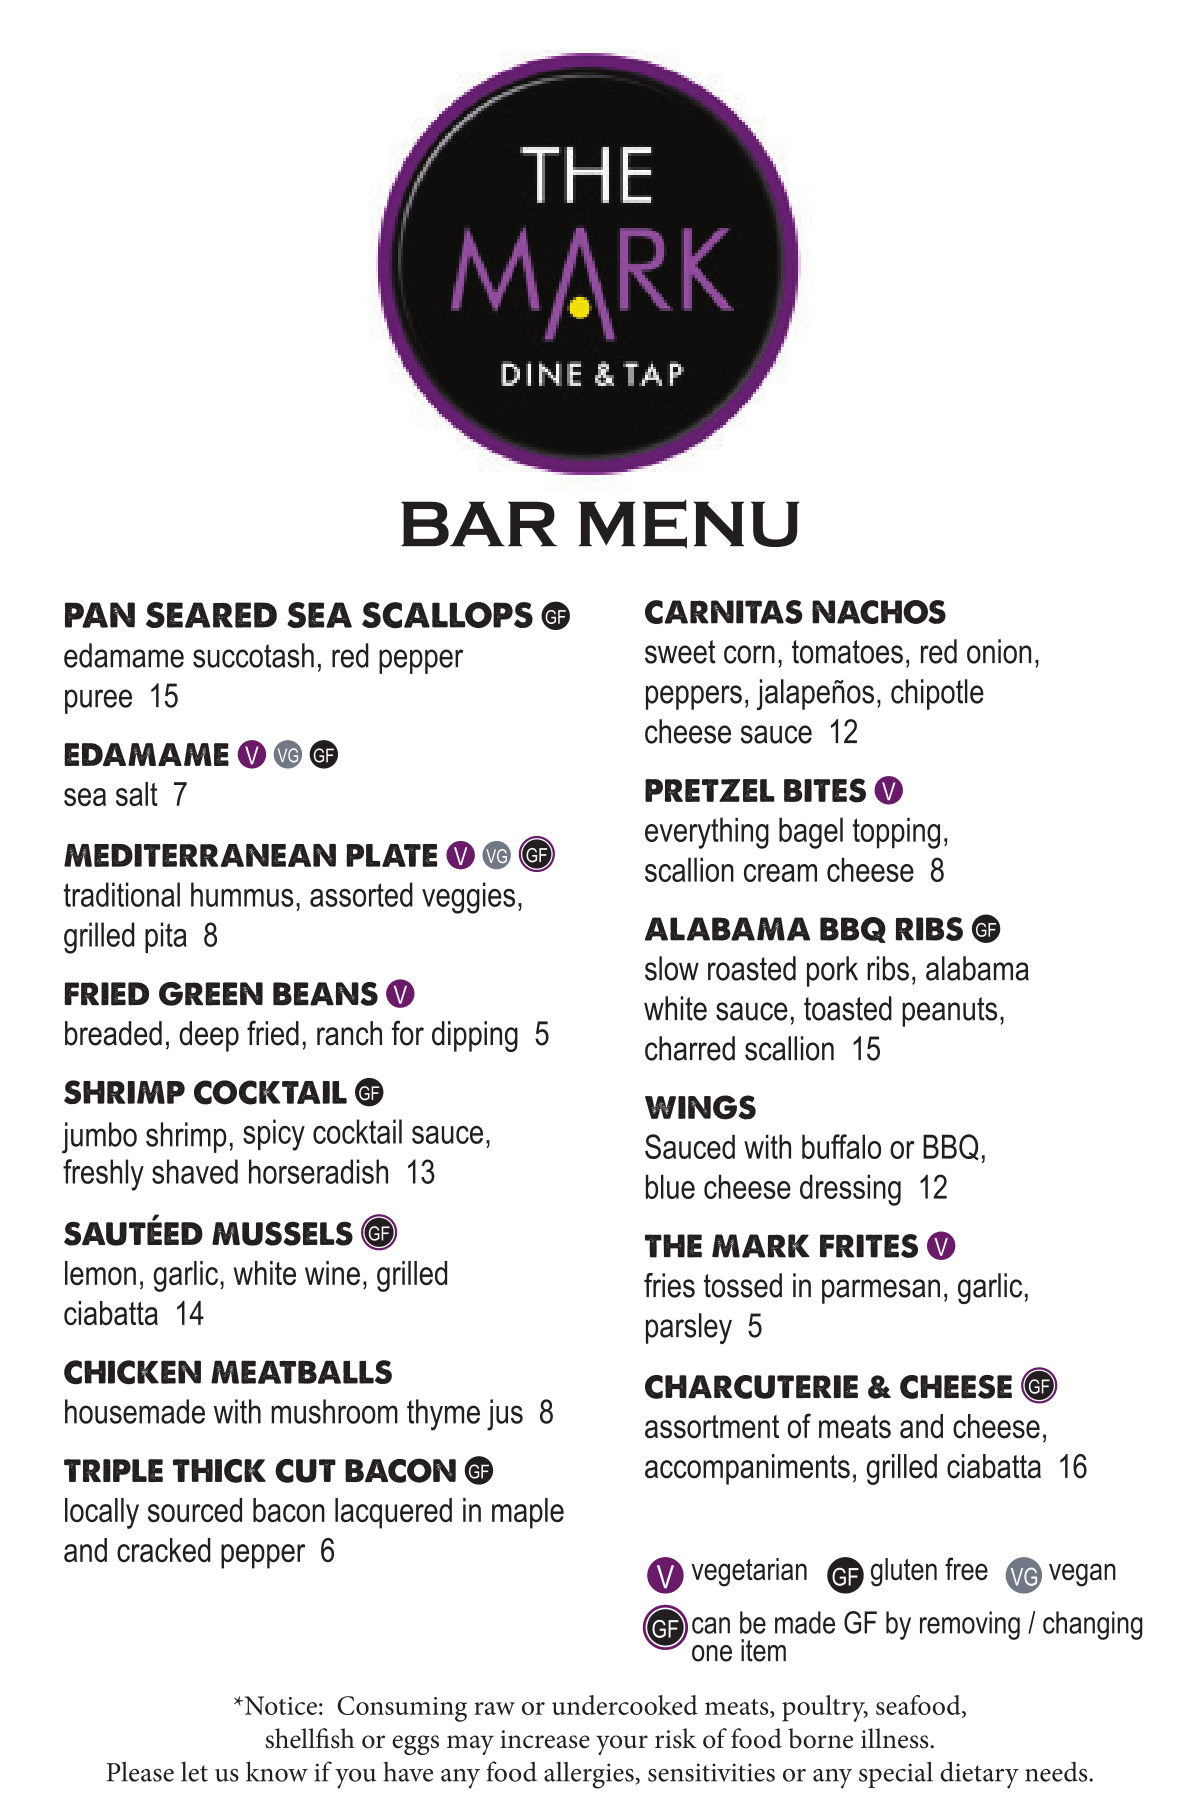 THE
MARK
DINE & TAP
BAR MENU
PAN SEARED SEA SCALLOPS GF
edamame succotash, red pepper
puree 15
EDAMAME V VG GF
sea salt 7
MEDITERRANEAN PLATE V VG GF
traditional hummus, assorted veggies,
grilled pita 8
FRIED GREEN BEANS V
breaded, deep fried, ranch for dipping 5
SHRIMP COCKTAIL GF
jumbo shrimp, spicy cocktail sauce,
freshly shaved horseradish 13
SAUTÉED MUSSELS GF
lemon, garlic, white wine, grilled
ciabatta 14
CHICKEN MEATBALLS
housemade with mushroom thyme jus 8
TRIPLE THICK CUT BACON GF
locally sourced bacon lacquered in maple
and cracked pepper 6
CARNITAS NACHOS
sweet corn, tomatoes, red onion,
peppers, jalapeños, chipotle
cheese sauce 12
PRETZEL BITES V
everything bagel topping,
scallion cream cheese 8
ALABAMA BBQ RIBS GF
slow roasted pork ribs, alabama
white sauce, toasted peanuts,
charred scallion 15
WINGS
Sauced with buffalo or BBQ,
blue cheese dressing 12
THE MARK FRITES V
fries tossed in parmesan, garlic,
parsley 5
CHARCUTERIE & CHEESE GF
assortment of meats and cheese,
accompaniments, grilled ciabatta 16
V vegetarian GF gluten free VG vegan
GF can be made GF by removing / changing
one item
*Notice: Consuming raw or undercooked meats, poultry, seafood,
shellfish or eggs may increase your risk of food borne illness.
Please let us know if you have any food allergies, sensitivities or any special dietary needs.